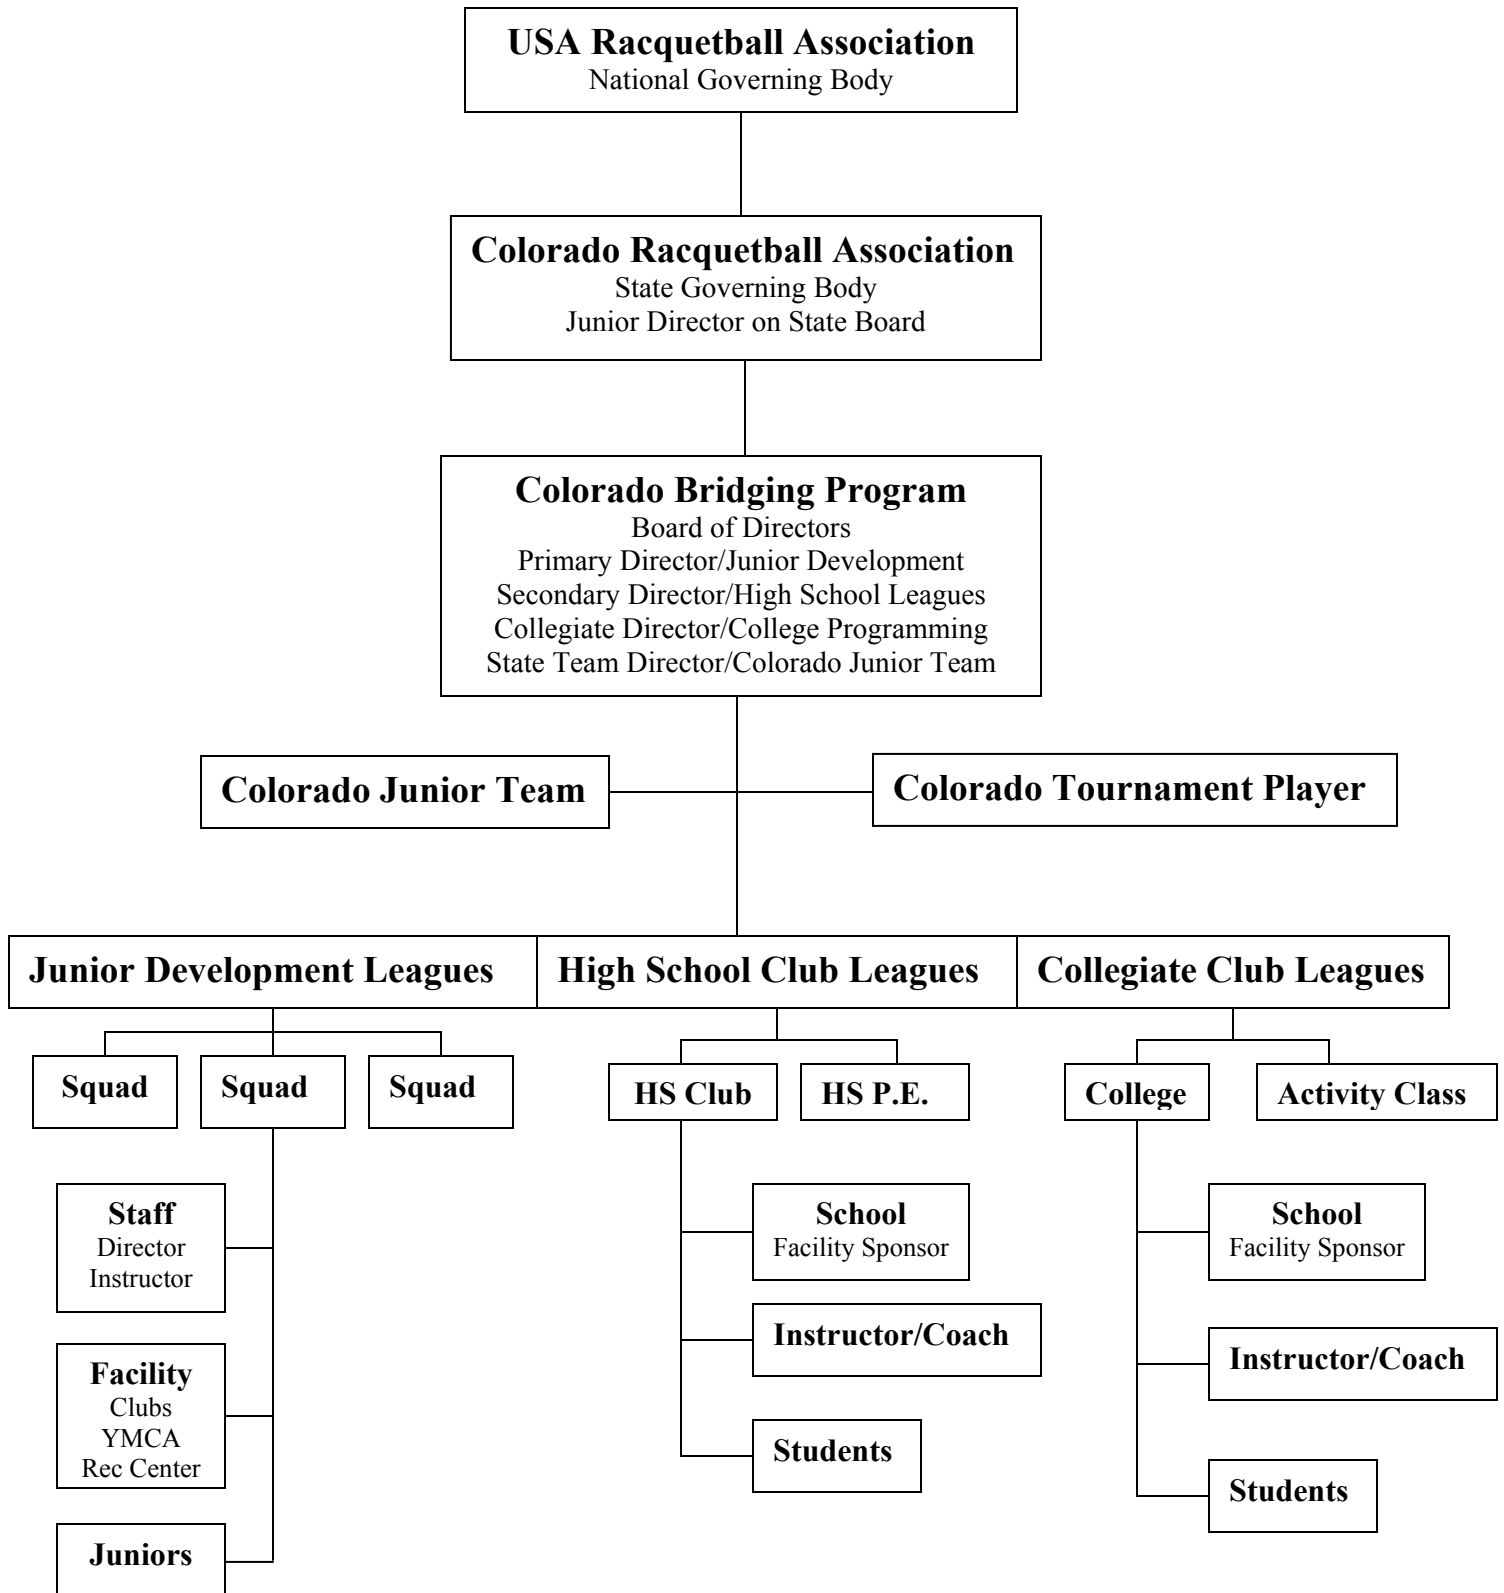 USA Racquetball Association
National Governing Body
Colorado Racquetball Association
State Governing Body
Junior Director on State Board
Colorado Bridging Program
Board of Directors
Primary Director/Junior Development
Secondary Director/High School Leagues
Collegiate Director/College Programming
State Team Director/Colorado Junior Team
Colorado Junior Team
Colorado Tournament Player
Junior Development Leagues
High School Club Leagues
Collegiate Club Leagues
Squad
Squad
Squad
HS Club
HS P.E.
College
Activity Class
Staff
Director
Instructor
Facility
Clubs
YMCA
Rec Center
Juniors
School
Facility Sponsor
Instructor/Coach
Students
School
Facility Sponsor
Instructor/Coach
Students